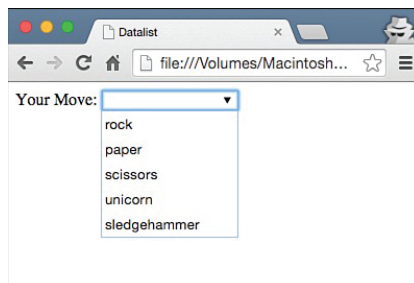 Datalist
file:///Volumes/Macintosh...
Your Move:
rock
paper
scissors
unicorn
sledgehammer